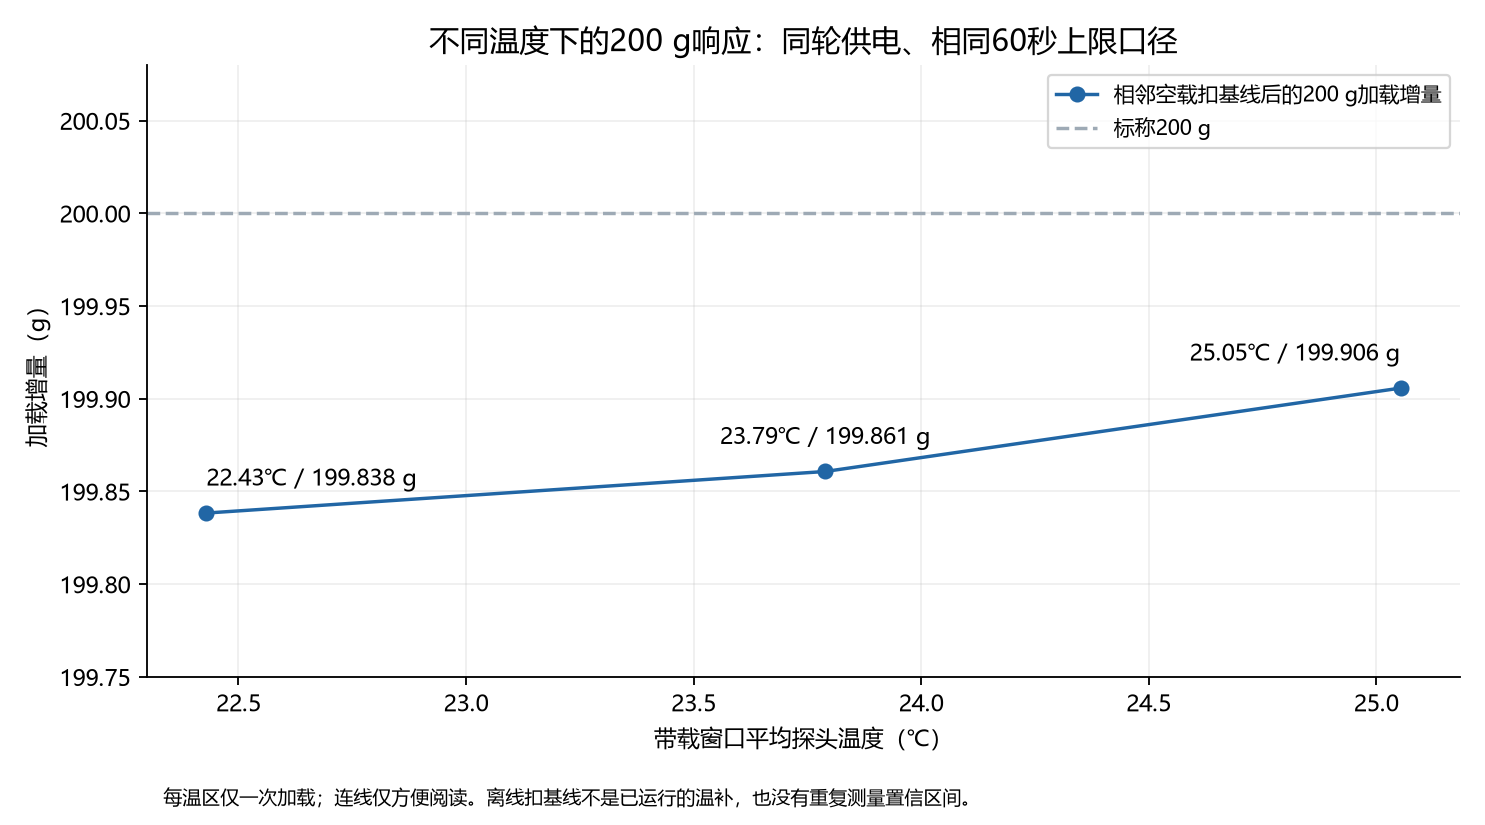 不同温度下的200 g响应：同轮供电、相同60秒上限口径
相邻空载扣基线后的200 g加载增量
标称200 g
加载增量（g）
200.05
200.00
199.95
199.90
199.85
199.80
199.75
22.43℃ / 199.838 g
23.79℃ / 199.861 g
25.05℃ / 199.906 g
22.5
23.0
23.5
24.0
24.5
25.0
带载窗口平均探头温度（℃）
每温区仅一次加载；连线仅方便阅读。离线扣基线不是已运行的温补，也没有重复测量置信区间。